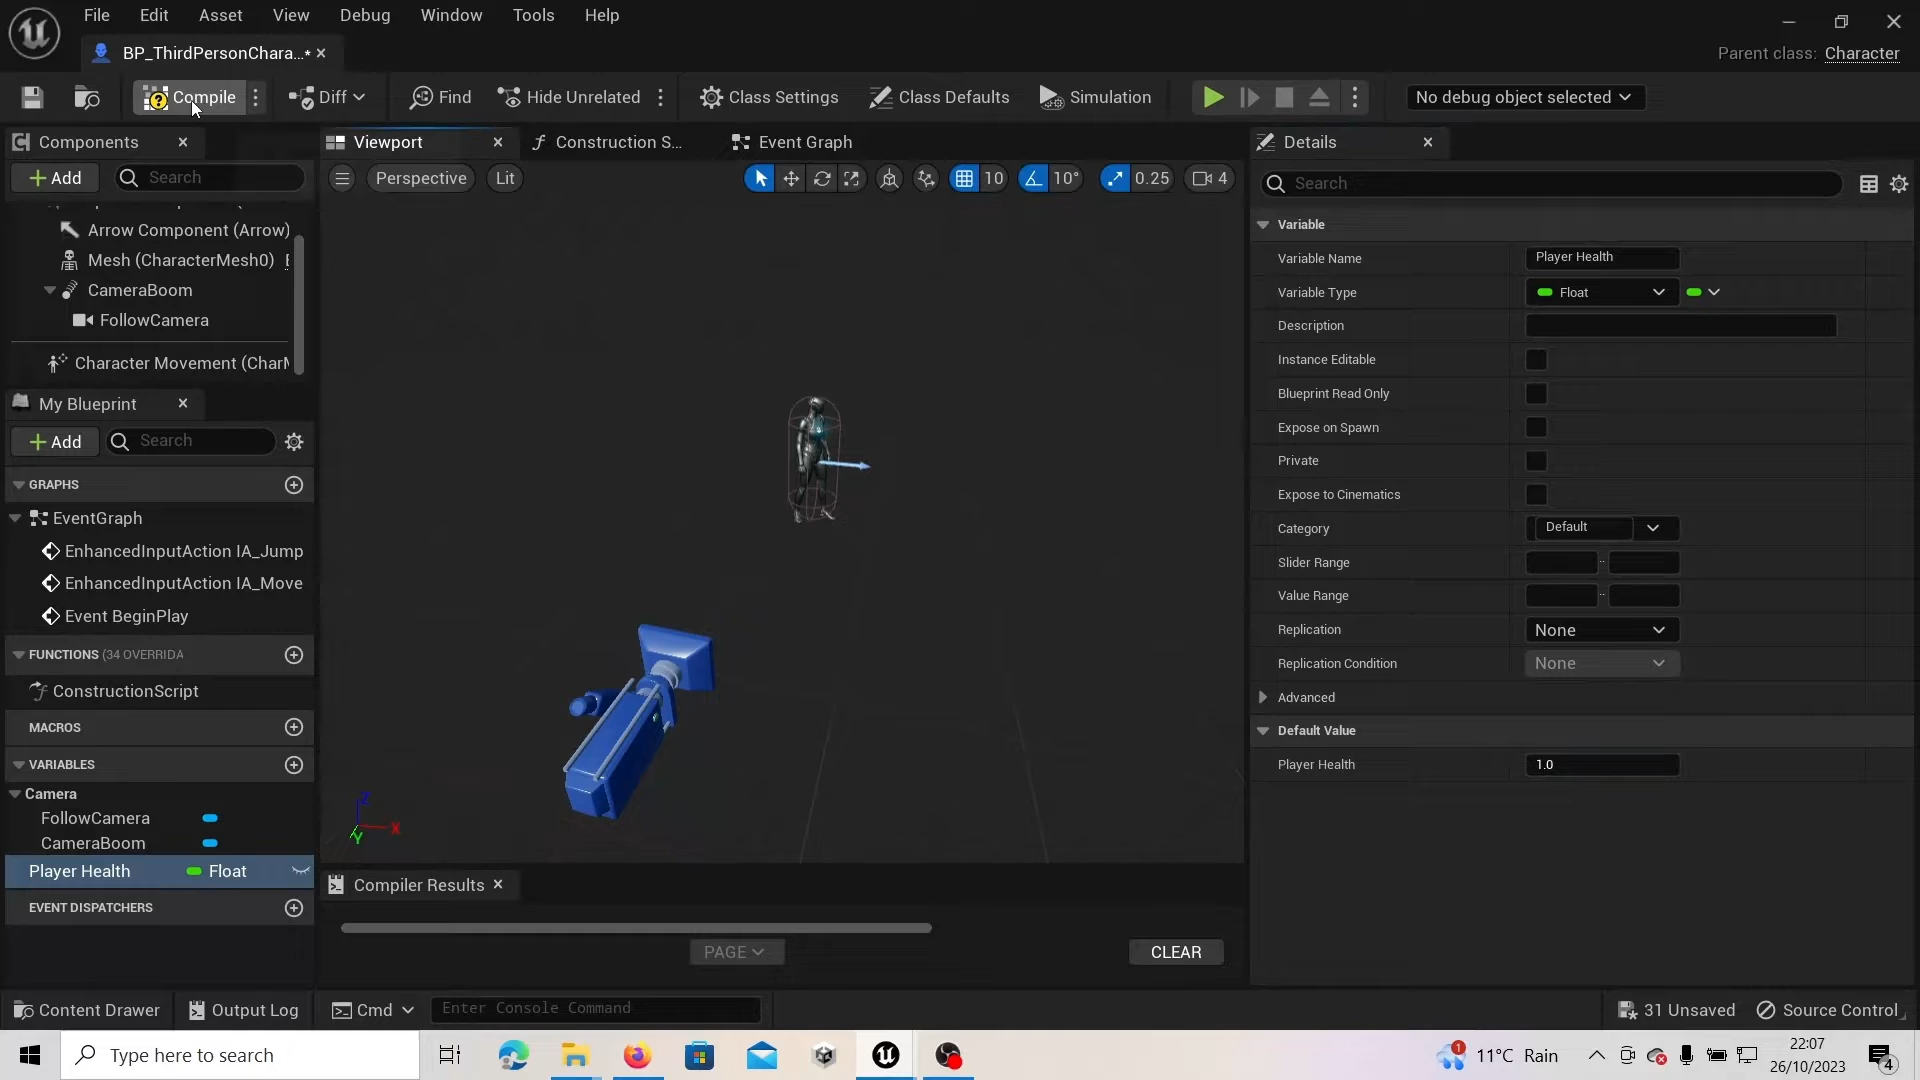 File Edit Asset View Debug Window Tools Help
BP_ThirdPersonChara...*
Parent class: Character
Compile Diff Find Hide Unrelated Class Settings Class Defaults Simulation No debug object selected
Components
Add Search
Arrow Component (Arrow)
Mesh (CharacterMesh0)
CameraBoom
FollowCamera
Character Movement (CharM
My Blueprint
Add Search
GRAPHS
EventGraph
EnhancedInputAction IA_Jump
EnhancedInputAction IA_Move
Event BeginPlay
FUNCTIONS (34 OVERRIDA
ConstructionScript
MACROS
VARIABLES
Camera
FollowCamera
CameraBoom
Player Health Float
EVENT DISPATCHERS
Viewport Construction S... Event Graph
Perspective Lit 10 10° 0.25 4
Z
X
Y
Compiler Results
PAGE CLEAR
Details
Search
Variable
Variable Name Player Health
Variable Type Float
Description
Instance Editable
Blueprint Read Only
Expose on Spawn
Private
Expose to Cinematics
Category Default
Slider Range ..
Value Range ..
Replication None
Replication Condition None
Advanced
Default Value
Player Health 1.0
Content Drawer Output Log Cmd Enter Console Command 31 Unsaved Source Control
Type here to search 1 11°C Rain 22:07
26/10/2023 4